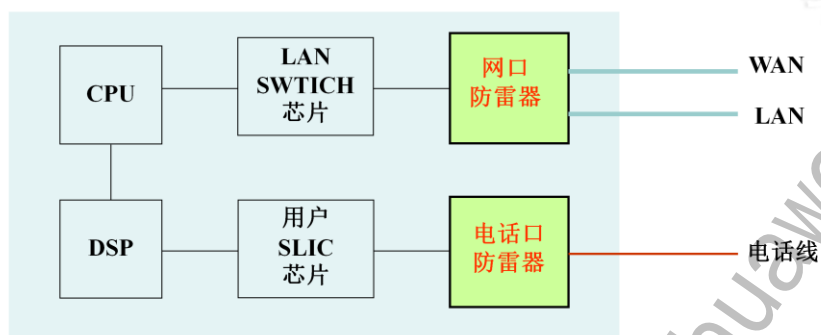 CPU
LAN
SWTICH
芯片
网口
防雷器
WAN
LAN
DSP
用户
SLIC
芯片
电话口
防雷器
电话线